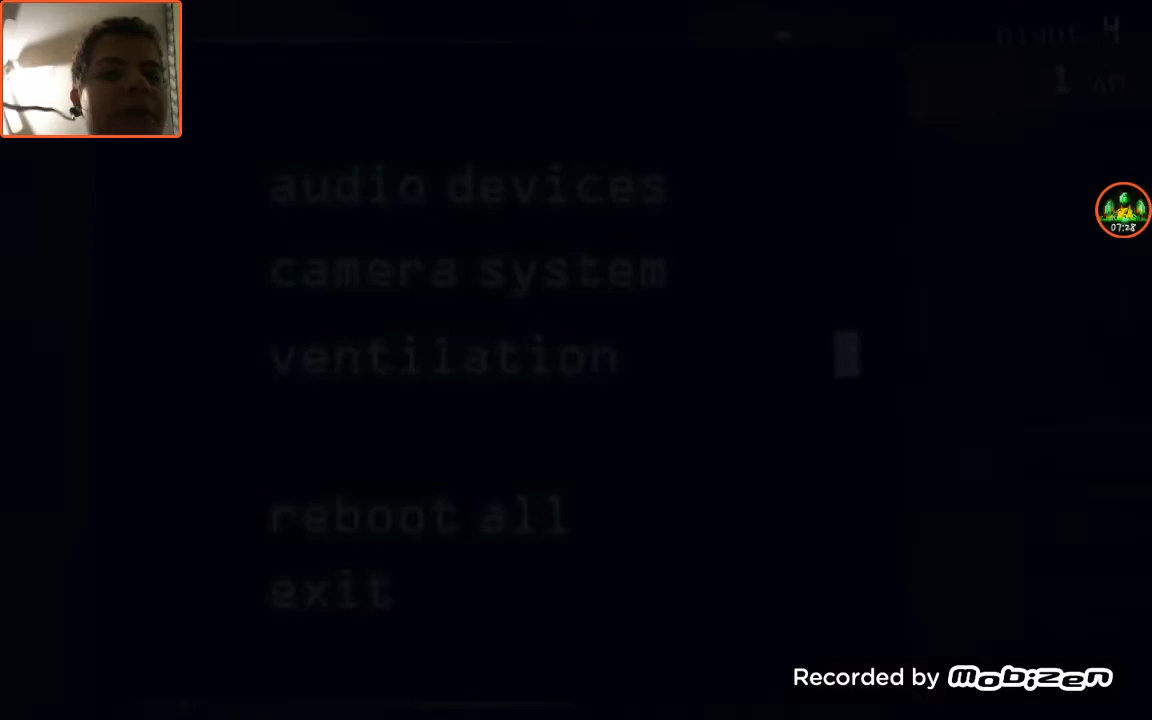 night 4
1 AM
audio devices
camera system
ventilation
reboot all
exit
07:28
Recorded by mobizen